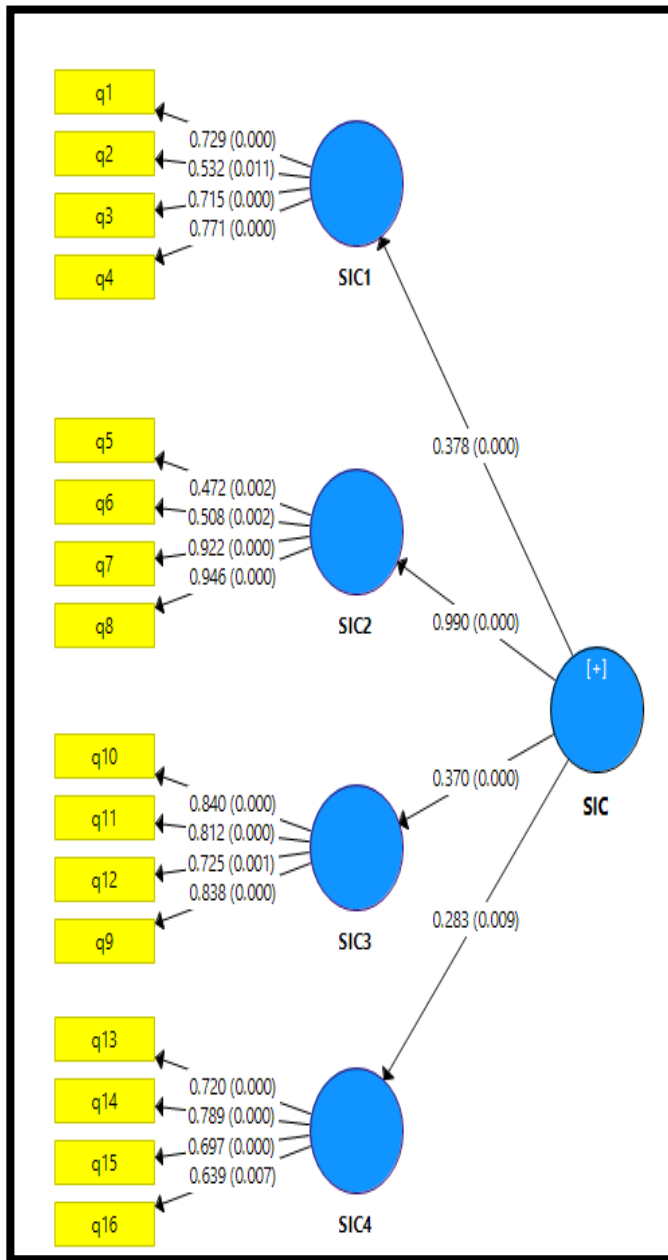 q1
0.729 (0.000)
q2
0.532 (0.011)
q3
0.715 (0.000)
q4
0.771 (0.000)
SIC1
0.378 (0.000)
q5
0.472 (0.002)
q6
0.508 (0.002)
q7
0.922 (0.000)
q8
0.946 (0.000)
SIC2
0.990 (0.000)
[+]
SIC
q10
0.840 (0.000)
q11
0.812 (0.000)
q12
0.725 (0.001)
q9
0.838 (0.000)
SIC3
0.370 (0.000)
0.283 (0.009)
q13
0.720 (0.000)
q14
0.789 (0.000)
q15
0.697 (0.000)
q16
0.639 (0.007)
SIC4